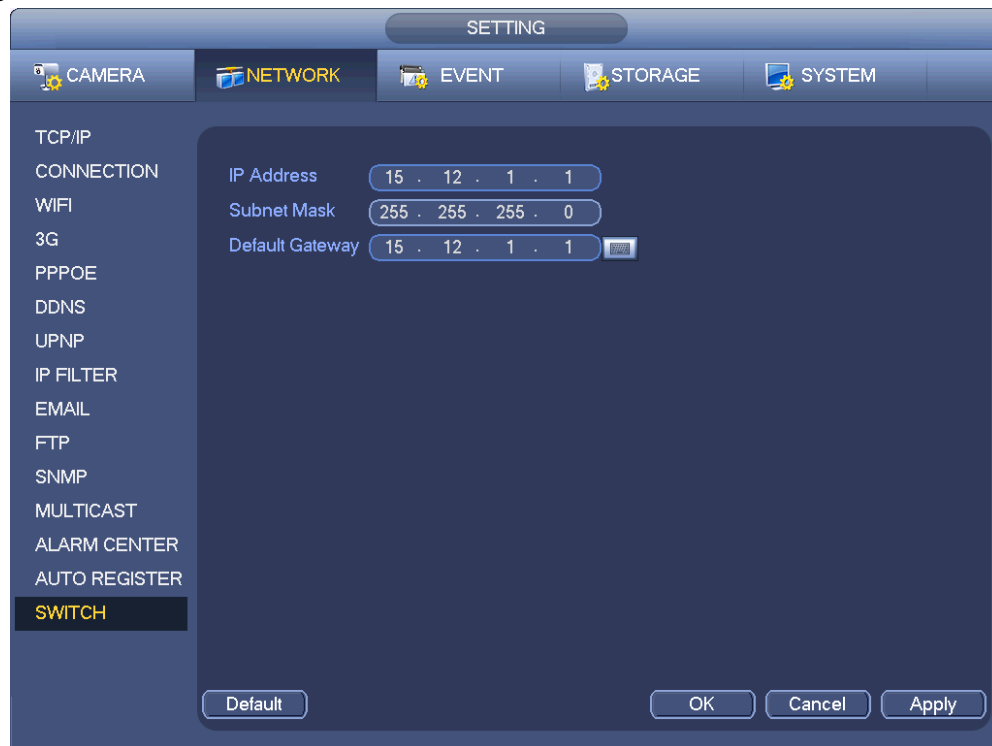 SETTING
CAMERA NETWORK EVENT STORAGE SYSTEM
TCP/IP
CONNECTION
WIFI
3G
PPPOE
DDNS
UPNP
IP FILTER
EMAIL
FTP
SNMP
MULTICAST
ALARM CENTER
AUTO REGISTER
SWITCH
IP Address 15 . 12 . 1 . 1
Subnet Mask 255 . 255 . 255 . 0
Default Gateway 15 . 12 . 1 . 1
Default OK Cancel Apply